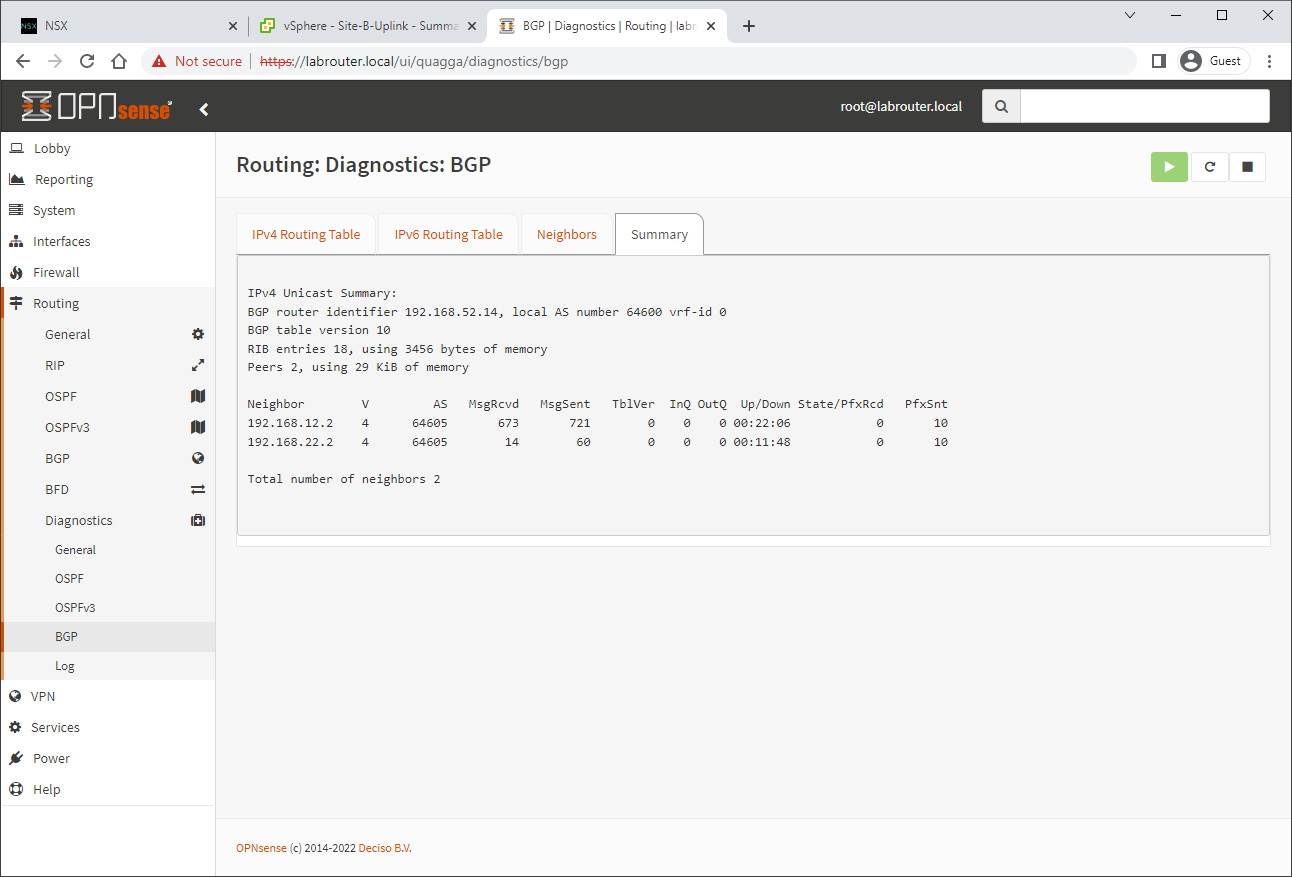 NSX NSX
vSphere - Site-B-Uplink - Summa
BGP | Diagnostics | Routing | labr
Not secure https://labrouter.local/ui/quagga/diagnostics/bgp
Guest
OPNsense
root@labrouter.local
Lobby
Reporting
System
Interfaces
Firewall
Routing
General
RIP
OSPF
OSPFv3
BGP
BFD
Diagnostics
General
OSPF
OSPFv3
BGP
Log
VPN
Services
Power
Help
Routing: Diagnostics: BGP
IPv4 Routing Table IPv6 Routing Table Neighbors Summary
IPv4 Unicast Summary:
BGP router identifier 192.168.52.14, local AS number 64600 vrf-id 0
BGP table version 10
RIB entries 18, using 3456 bytes of memory
Peers 2, using 29 KiB of memory
Neighbor V AS MsgRcvd MsgSent TblVer InQ OutQ Up/Down State/PfxRcd PfxSnt
192.168.12.2 4 64605 673 721 0 0 0 00:22:06 0 10
192.168.22.2 4 64605 14 60 0 0 0 00:11:48 0 10
Total number of neighbors 2
OPNsense (c) 2014-2022 Deciso B.V.